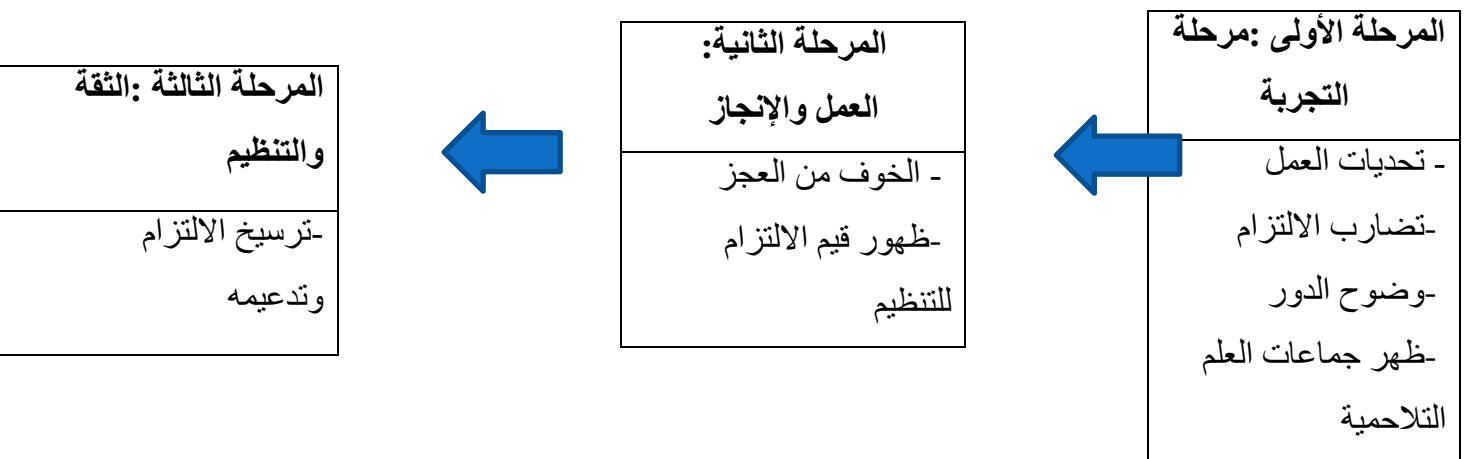 المرحلة الأولى :مرحلة
التجربة
- تحديات العمل
-تضارب الالتزام
-وضوح الدور
-ظهر جماعات العلم
التلاحمية
المرحلة الثانية:
العمل والإنجاز
- الخوف من العجز
-ظهور قيم الالتزام
للتنظيم
المرحلة الثالثة :الثقة
والتنظيم
-ترسيخ الالتزام
وتدعيمه